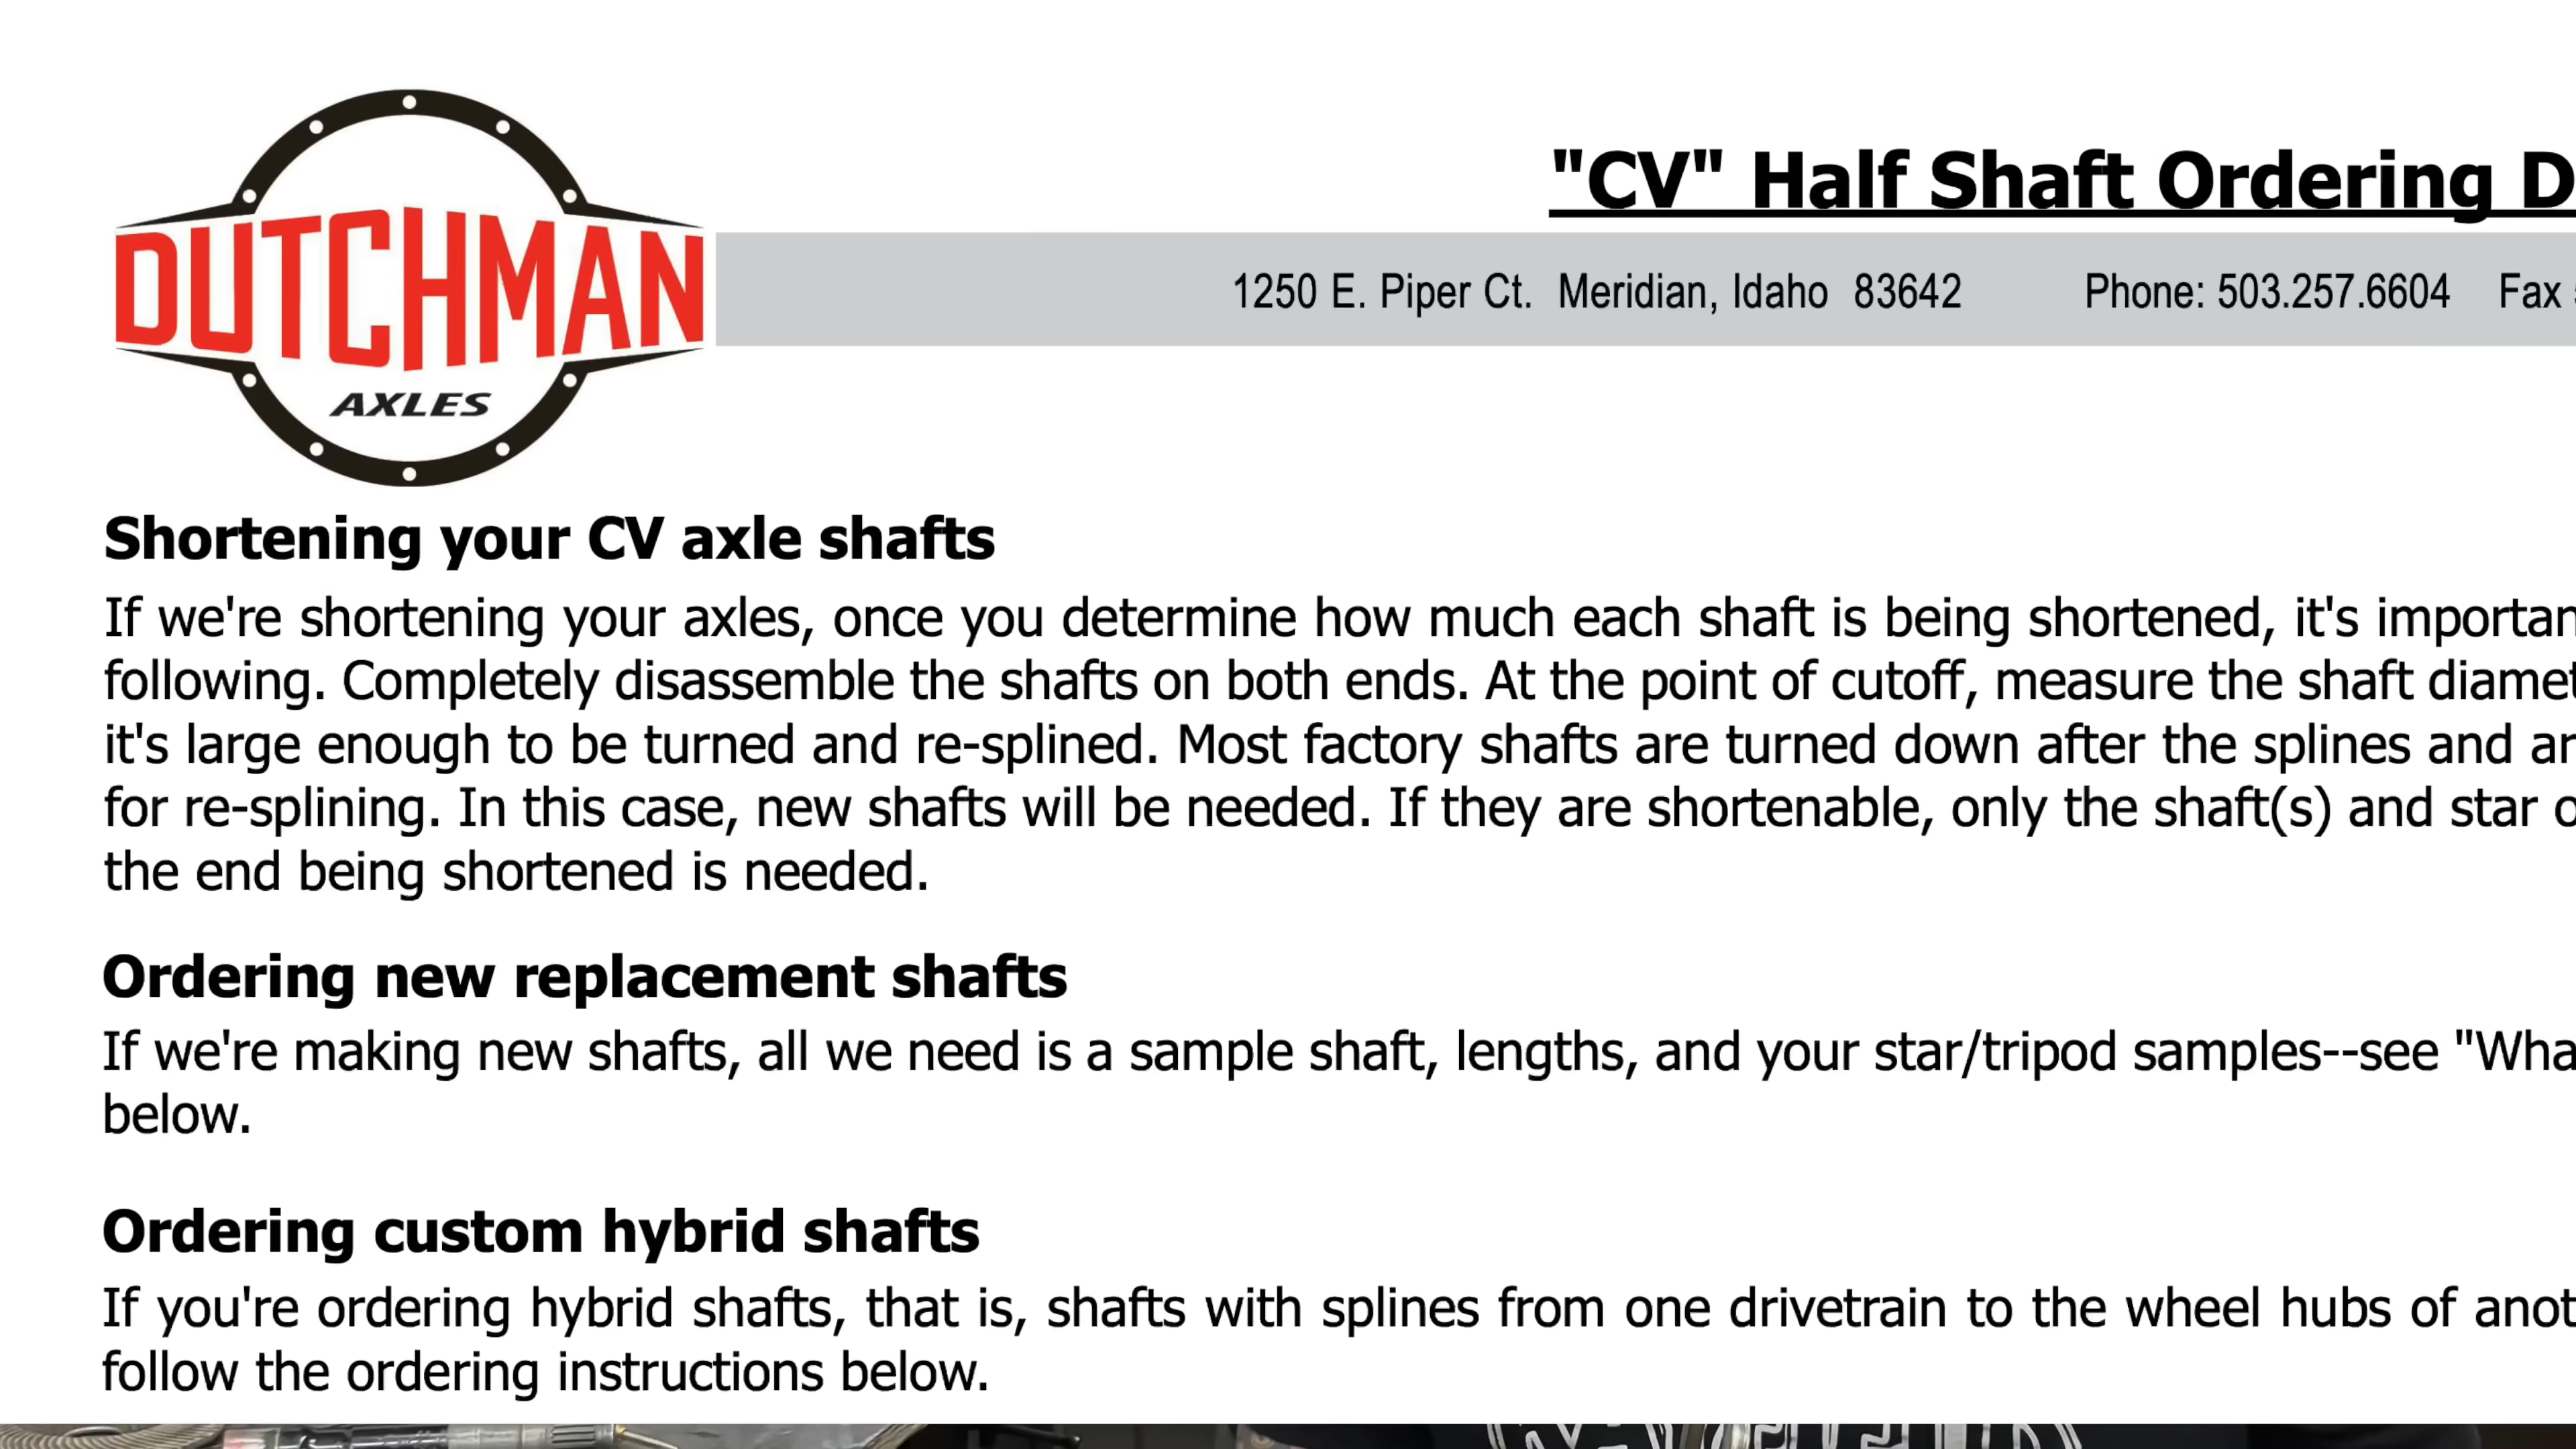 "CV" Half Shaft Ordering D
DUTCHMAN
AXLES
1250 E. Piper Ct. Meridian, Idaho 83642 Phone: 503.257.6604 Fax
Shortening your CV axle shafts
If we're shortening your axles, once you determine how much each shaft is being shortened, it's importan
following. Completely disassemble the shafts on both ends. At the point of cutoff, measure the shaft diamet
it's large enough to be turned and re-splined. Most factory shafts are turned down after the splines and ar
for re-splining. In this case, new shafts will be needed. If they are shortenable, only the shaft(s) and star o
the end being shortened is needed.
Ordering new replacement shafts
If we're making new shafts, all we need is a sample shaft, lengths, and your star/tripod samples--see "Wha
below.
Ordering custom hybrid shafts
If you're ordering hybrid shafts, that is, shafts with splines from one drivetrain to the wheel hubs of anot
follow the ordering instructions below.